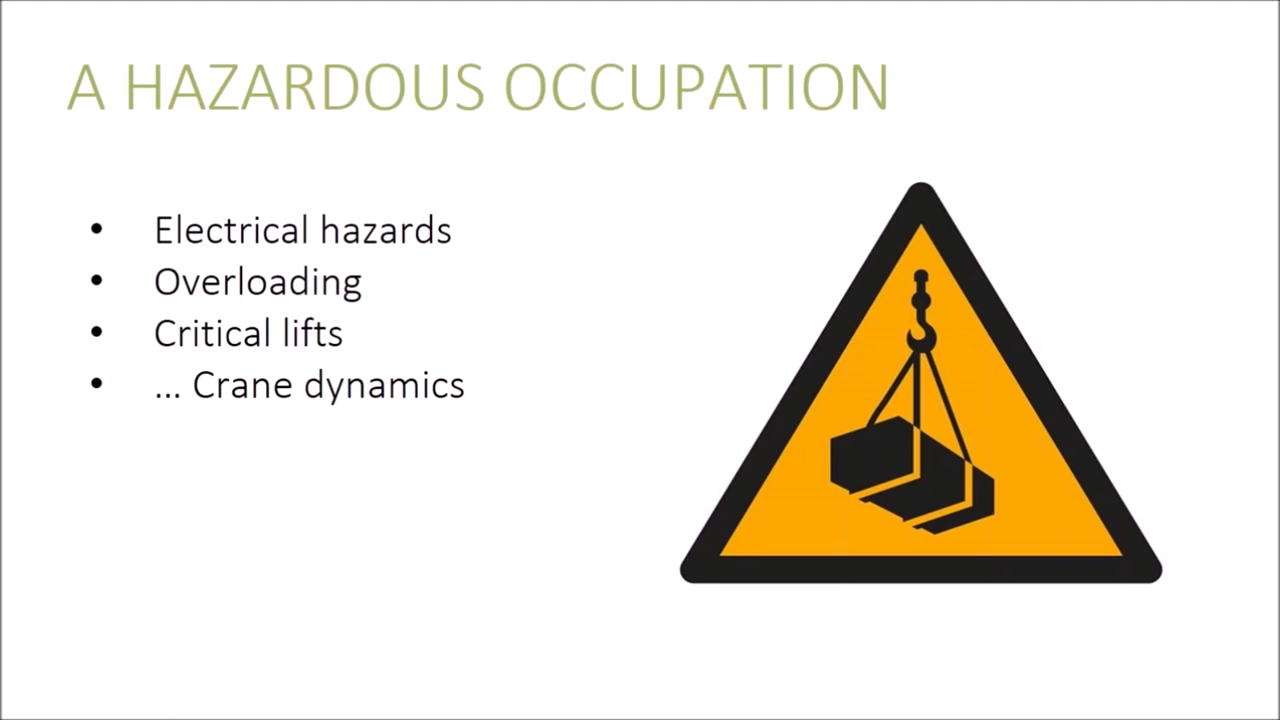 A HAZARDOUS OCCUPATION
• Electrical hazards
• Overloading
• Critical lifts
• ... Crane dynamics